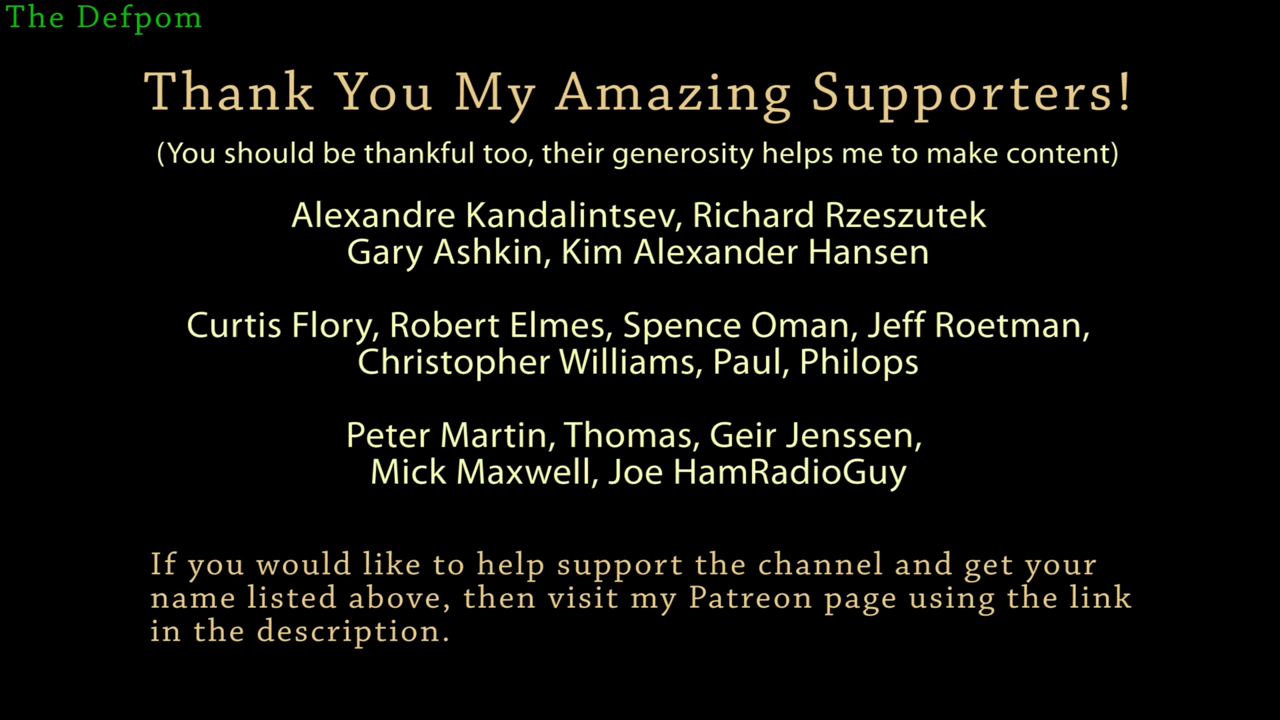 The Defpom
Thank You My Amazing Supporters!
(You should be thankful too, their generosity helps me to make content)
Alexandre Kandalintsev, Richard Rzeszutek
Gary Ashkin, Kim Alexander Hansen
Curtis Flory, Robert Elmes, Spence Oman, Jeff Roetman,
Christopher Williams, Paul, Philops
Peter Martin, Thomas, Geir Jenssen,
Mick Maxwell, Joe HamRadioGuy
If you would like to help support the channel and get your
name listed above, then visit my Patreon page using the link
in the description.